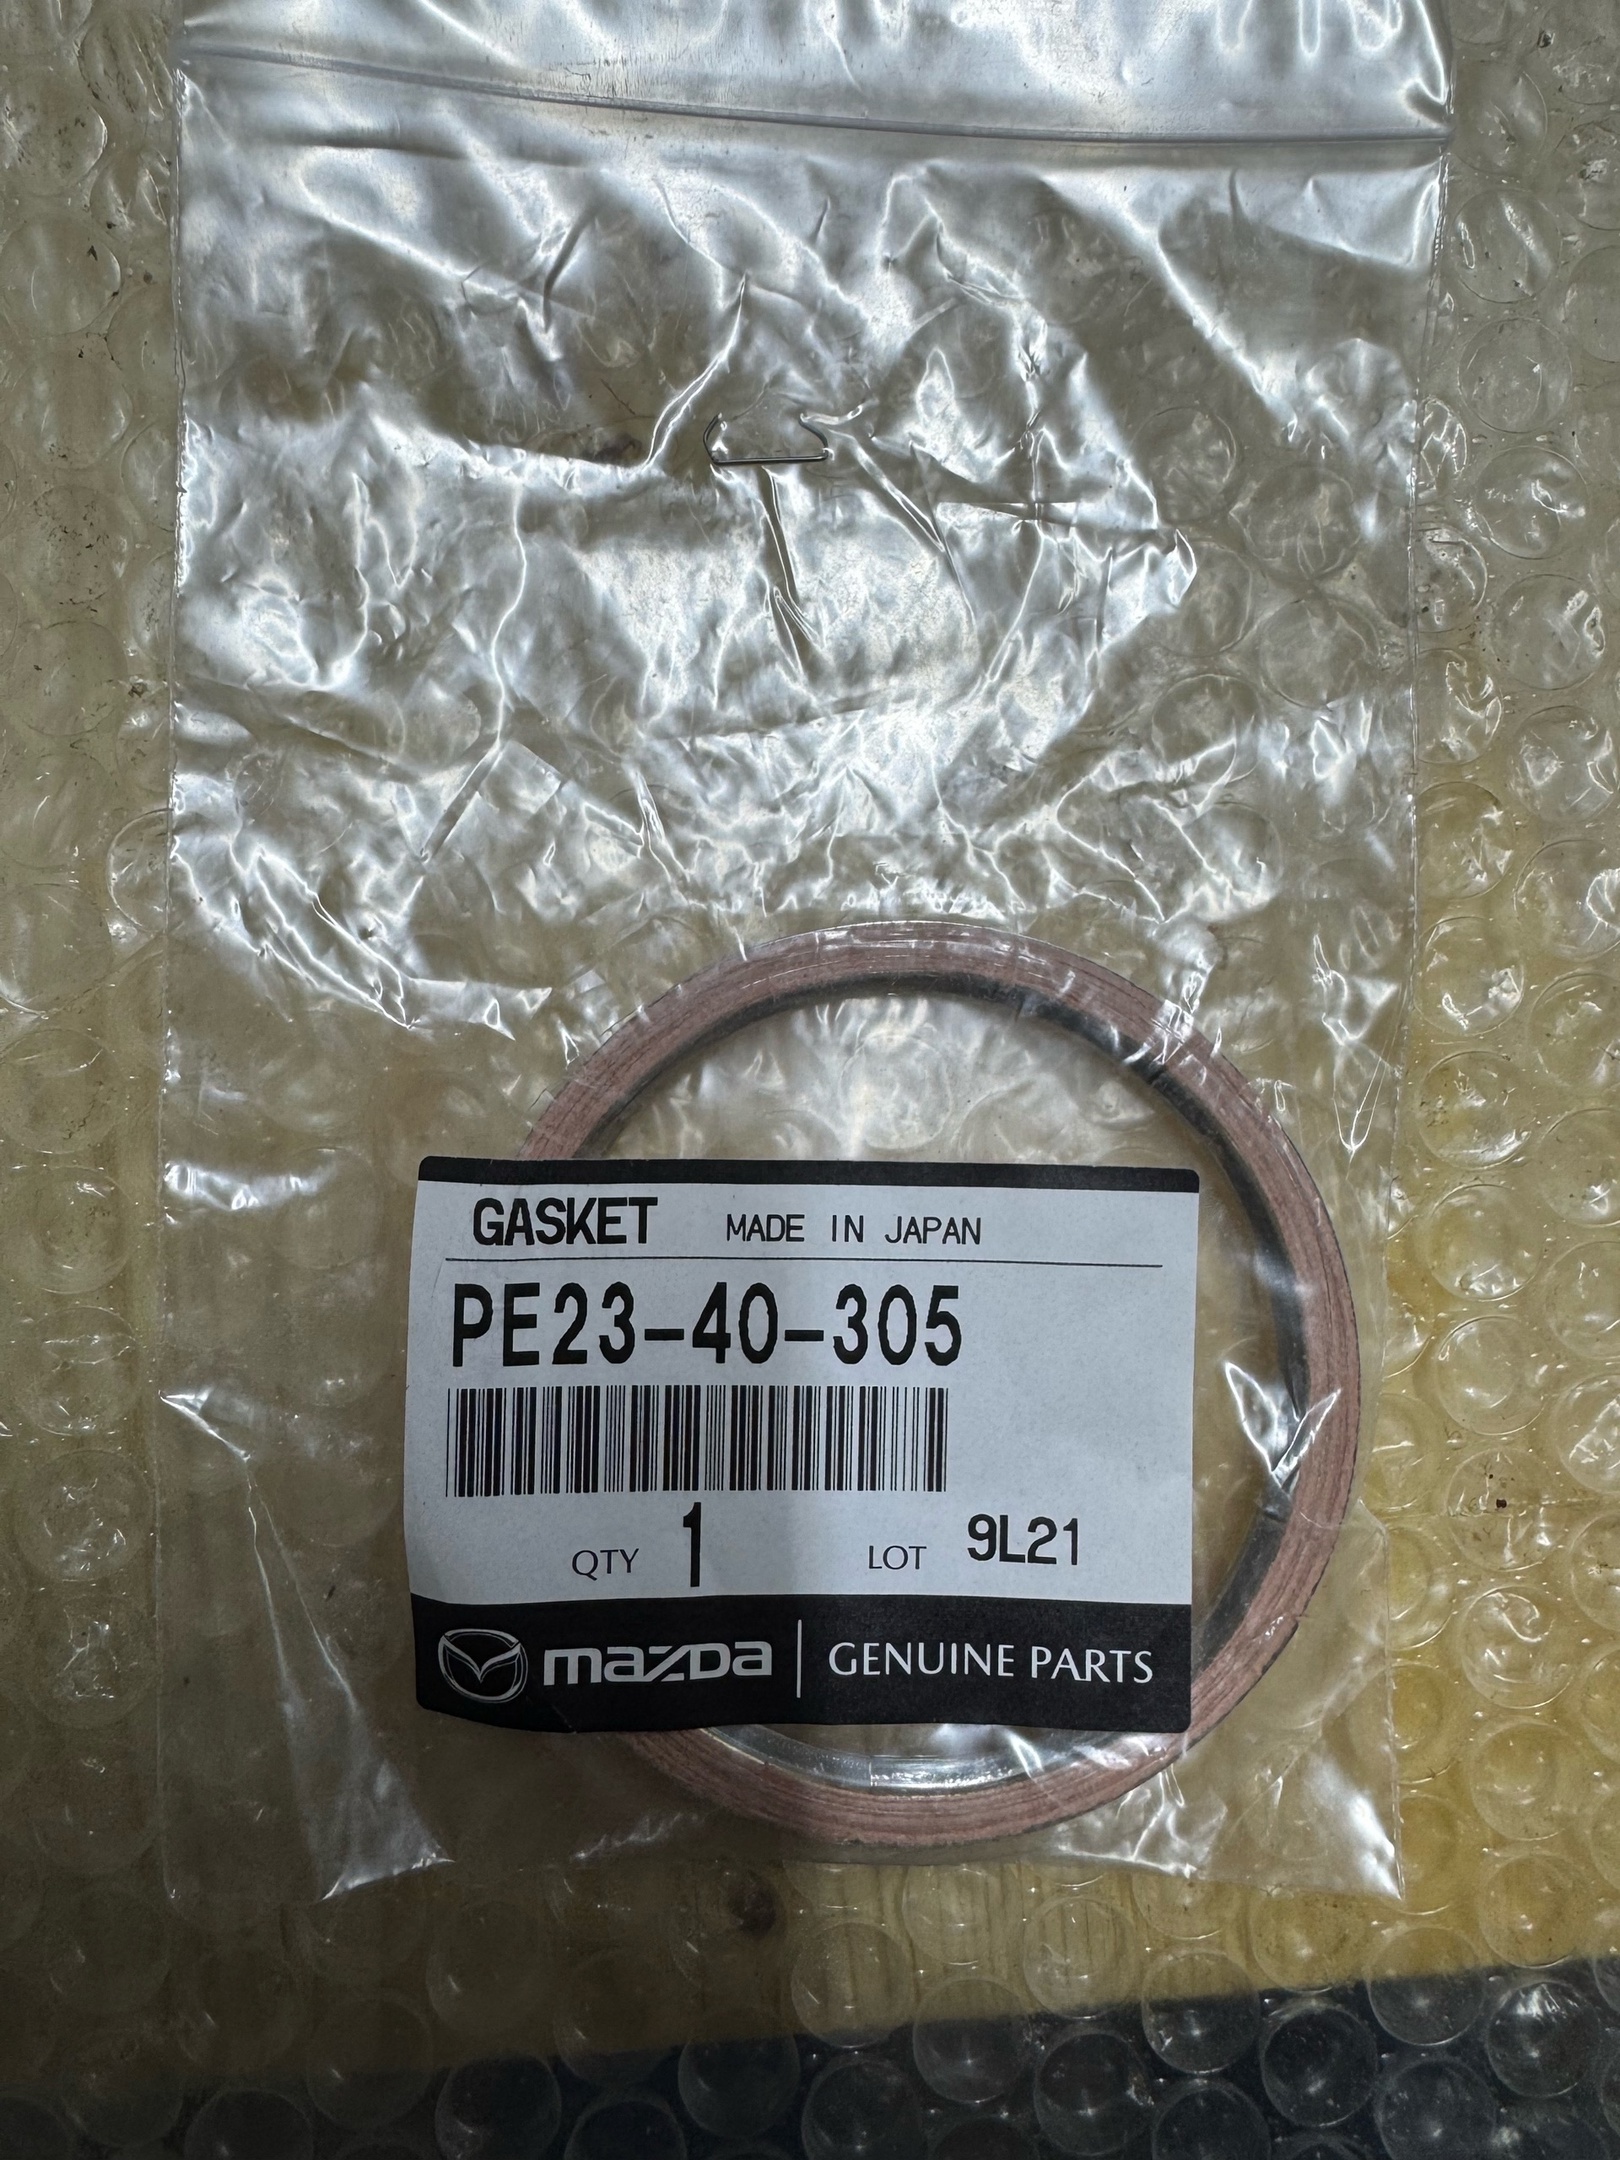 GASKET MADE IN JAPAN
PE23-40-305
QTY 1 LOT 9L21
mazda | GENUINE PARTS